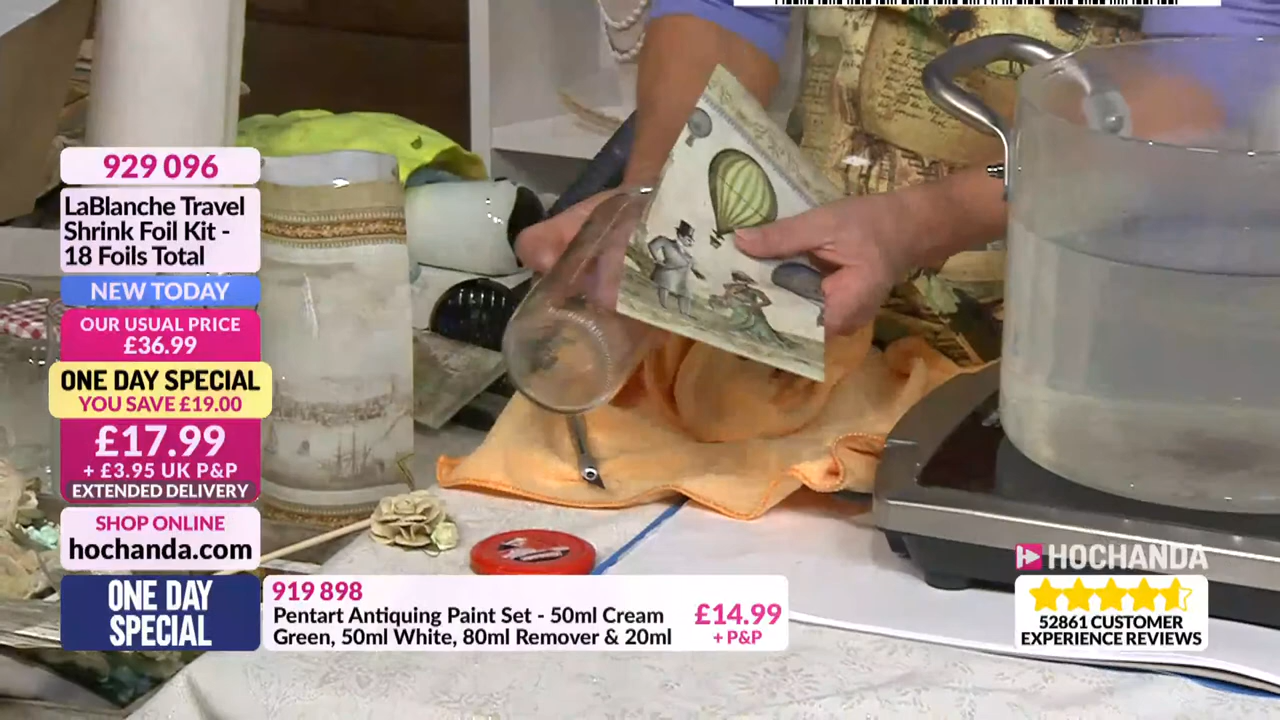 929 096
LaBlanche Travel
Shrink Foil Kit -
18 Foils Total
NEW TODAY
OUR USUAL PRICE
£36.99
ONE DAY SPECIAL
YOU SAVE £19.00
£17.99
+ £3.95 UK P&P
EXTENDED DELIVERY
SHOP ONLINE
hochanda.com
ONE DAY
SPECIAL
919 898
Pentart Antiquing Paint Set - 50ml Cream
Green, 50ml White, 80ml Remover & 20ml
£14.99
+ P&P
HOCHANDA
52861 CUSTOMER
EXPERIENCE REVIEWS